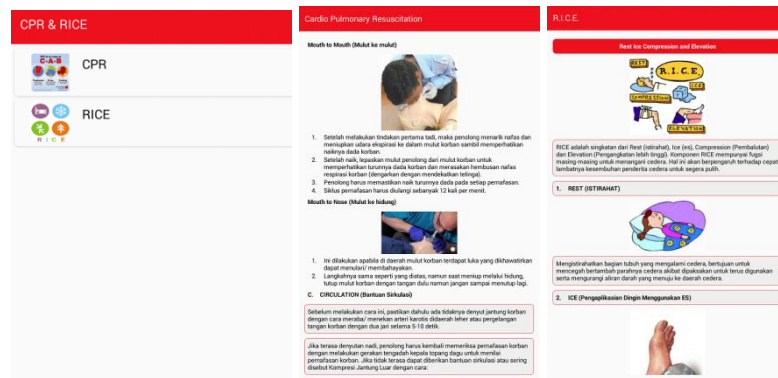 CPR & RICE
C-A-B
CPR
RICE
RICE
Cardio Pulmonary Resuscitation
Mouth to Mouth (Mulut ke mulut)
1. Setelah melakukan tindakan pertama tadi, maka penolong menarik nafas dan
meniupkan udara ekspirasi ke dalam mulut korban sambil memperhatikan
naiknya dada korban.
2. Setelah naik, lepaskan mulut penolong dari mulut korban untuk
memperhatikan turunnya dada korban dan merasakan hembusan nafas
respirasi korban (dengarkan dengan mendekatkan telinga).
3. Penolong harus memastikan naik turunnya dada pada setiap pernafasan.
4. Siklus pernafasan harus diulangi sebanyak 12 kali per menit.
Mouth to Nose (Mulut ke hidung)
1. Ini dilakukan apabila di daerah mulut korban terdapat luka yang dikhawatirkan
dapat menulari/ membahayakan.
2. Langkahnya sama seperti yang diatas, namun saat meniup melalui hidung,
tutup mulut korban dengan tangan dulu namun jangan sampai menutup lagi.
C. CIRCULATION (Bantuan Sirkulasi)
Sebelum melakukan cara ini, pastikan dahulu ada tidaknya denyut jantung korban
dengan cara meraba/ menekan arteri karotis didaerah leher atau pergelangan
tangan korban dengan dua jari selama 5-10 detik.
Jika terasa denyutan nadi, penolong harus kembali memeriksa pernafasan korban
dengan melakukan gerakan tengadah kepala topang dagu untuk menilai
pernafasan korban. Jika tidak terasa dapat diberikan bantuan sirkulasi atau sering
disebut Kompresi Jantung Luar dengan cara:
R.I.C.E.
Rest Ice Compression and Elevation
REST
R.I.C.E.
ICE
COMPRESSION
ELEVATION
RICE adalah singkatan dari Rest (istirahat), Ice (es), Compression (Pembalutan)
dan Elevation (Pengangkatan lebih tinggi). Komponen RICE mempunyai fugsi
masing-masing untuk menangani cedera. Hal ini akan berpengaruh terhadap cepat
lambatnya kesembuhan penderita cedera untuk segera pulih.
1. REST (ISTIRAHAT)
Mengistirahatkan bagian tubuh yang mengalami cedera, bertujuan untuk
mencegah bertambah parahnya cedera akibat dipaksakan untuk terus digunakan
serta mengurangi aliran darah yang menuju ke daerah cedera.
2. ICE (Pengaplikasian Dingin Menggunakan ES)